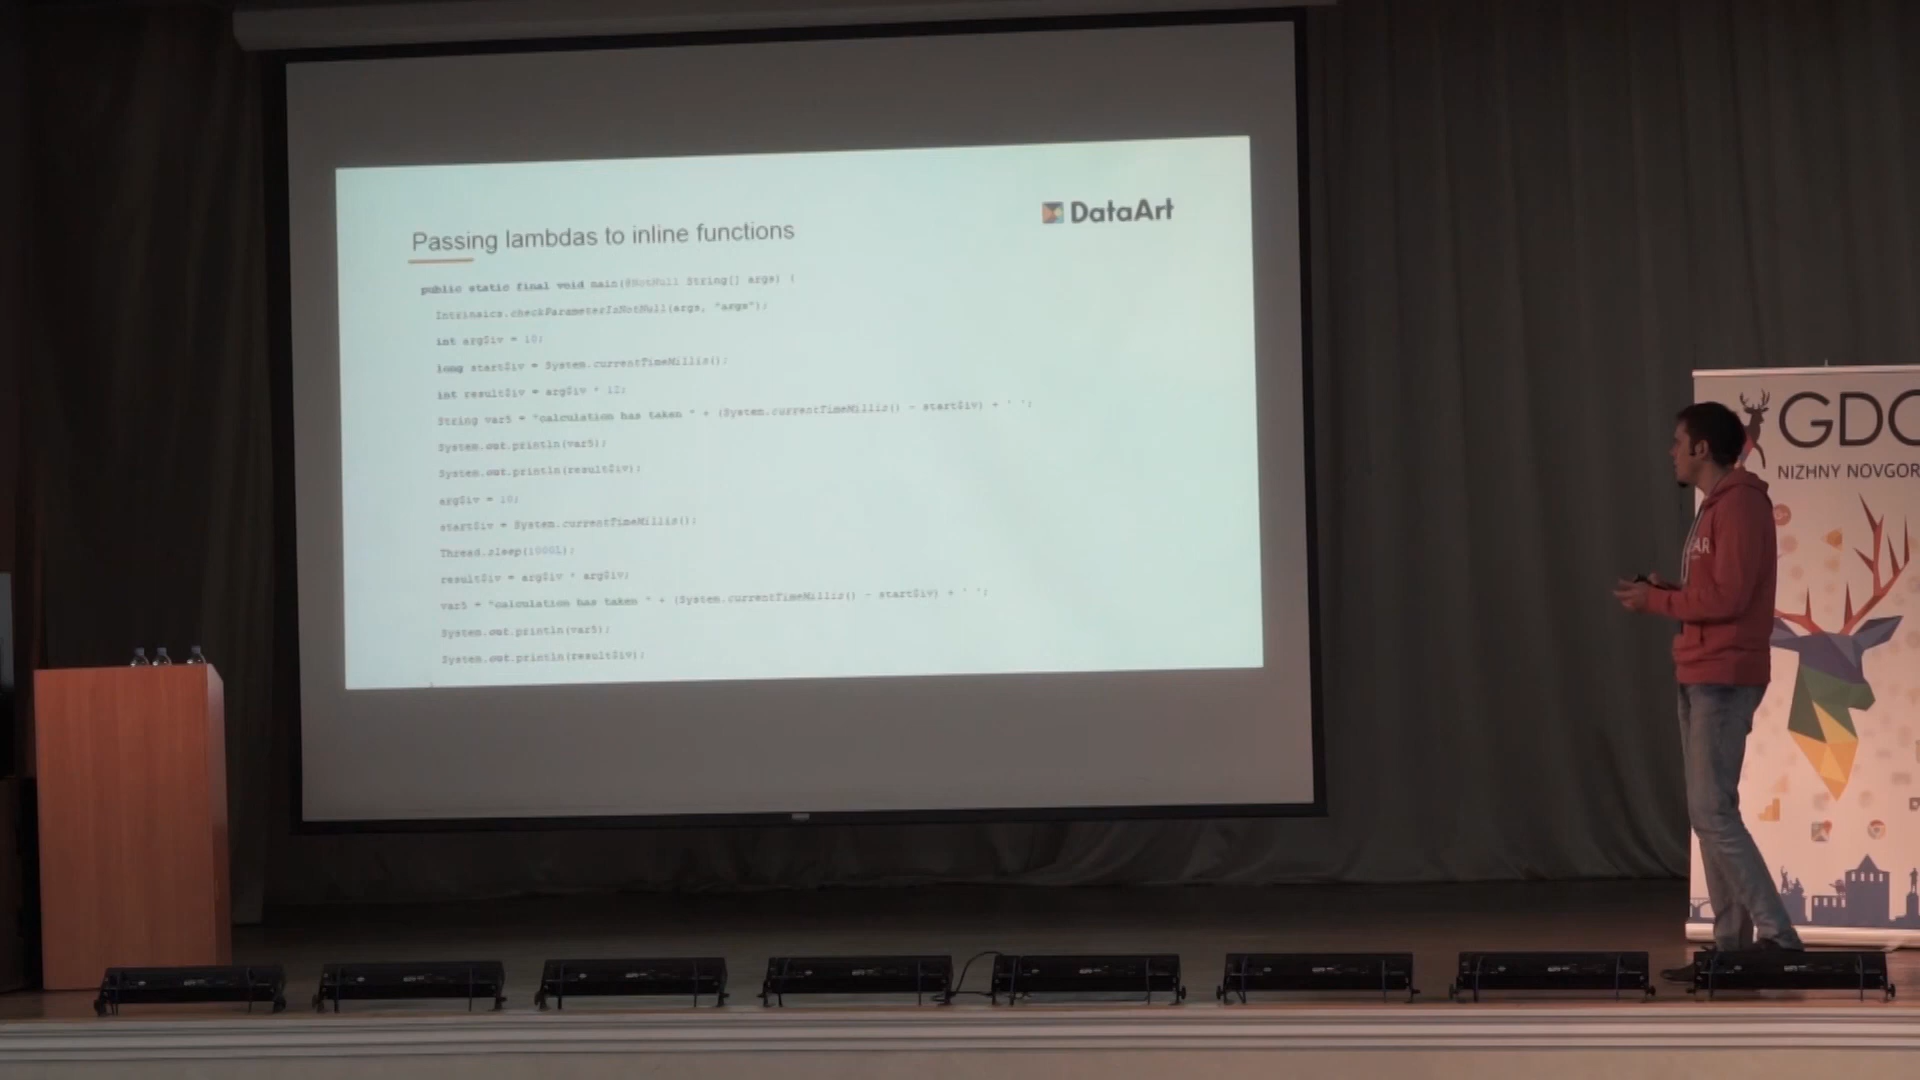 DataArt
Passing lambdas to inline functions
public static final void main(@NotNull String[] args) {
Intrinsics.checkParameterIsNotNull(args, "args");
int arg$iv = 10;
long start$iv = System.currentTimeMillis();
int result$iv = arg$iv * 12;
String var5 = "calculation has taken " + (System.currentTimeMillis() - start$iv) + ' ';
System.out.println(var5);
System.out.println(result$iv);
arg$iv = 10;
start$iv = System.currentTimeMillis();
Thread.sleep(1000L);
result$iv = arg$iv * arg$iv;
var5 = "calculation has taken " + (System.currentTimeMillis() - start$iv) + ' ';
System.out.println(var5);
System.out.println(result$iv);
GDG
NIZHNY NOVGOR
AR